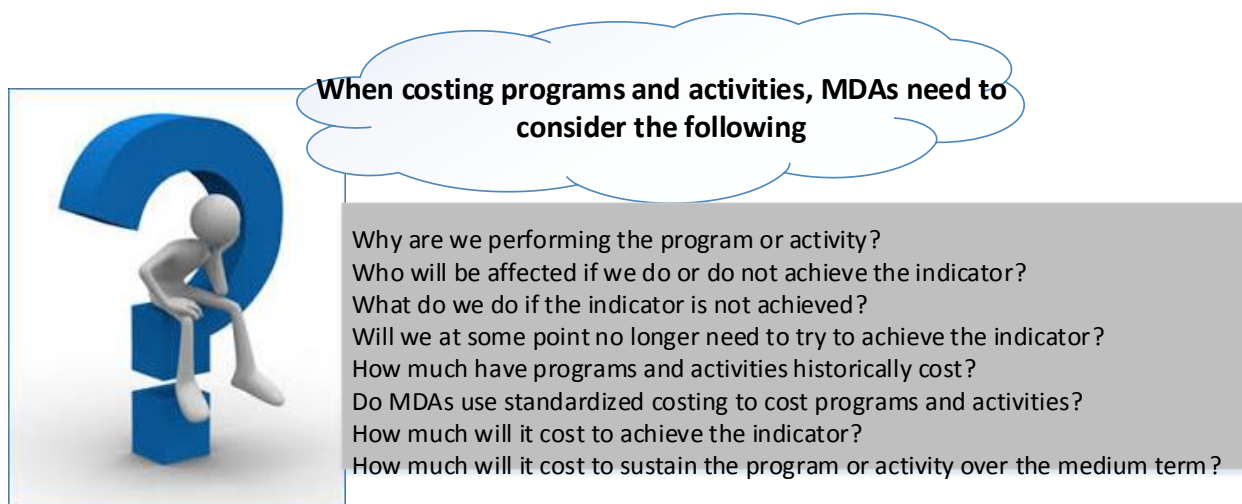 When costing programs and activities, MDAs need to
consider the following
Why are we performing the program or activity?
Who will be affected if we do or do not achieve the indicator?
What do we do if the indicator is not achieved?
Will we at some point no longer need to try to achieve the indicator?
How much have programs and activities historically cost?
Do MDAs use standardized costing to cost programs and activities?
How much will it cost to achieve the indicator?
How much will it cost to sustain the program or activity over the medium term?